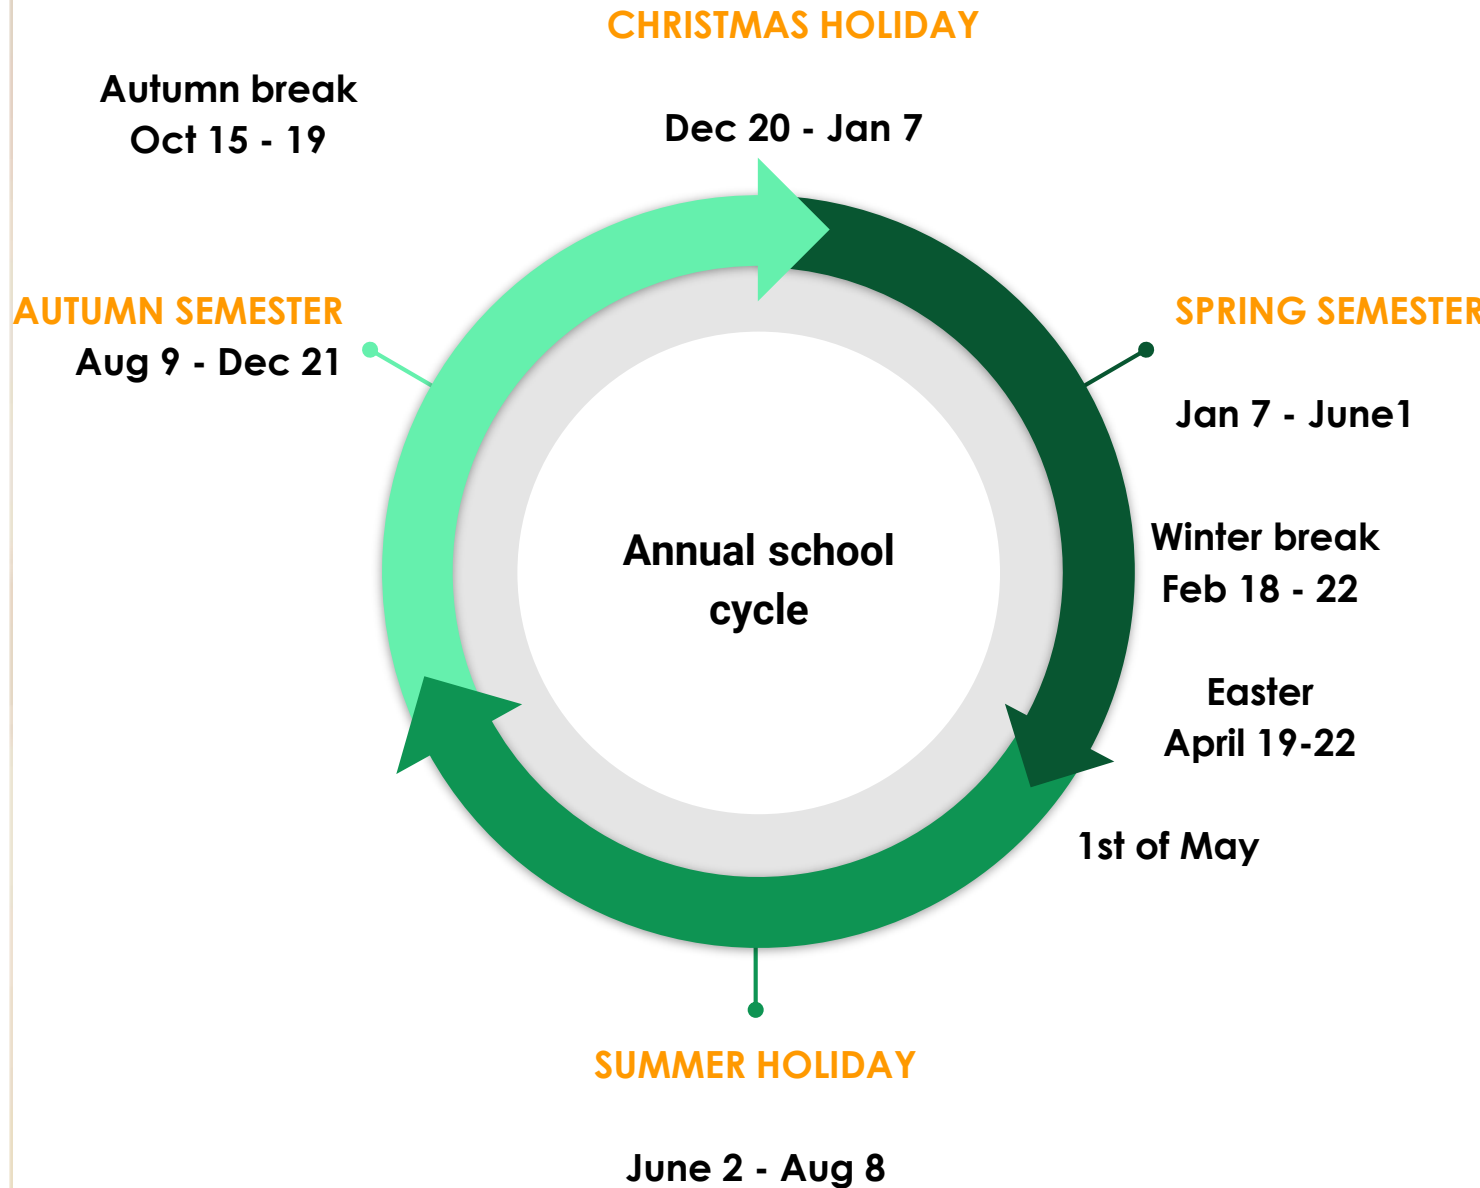 CHRISTMAS HOLIDAY
Dec 20 - Jan 7
Autumn break
Oct 15 - 19
AUTUMN SEMESTER
Aug 9 - Dec 21
SPRING SEMESTER
Jan 7 - June1
Winter break
Feb 18 - 22
Easter
April 19-22
1st of May
Annual school
cycle
SUMMER HOLIDAY
June 2 - Aug 8